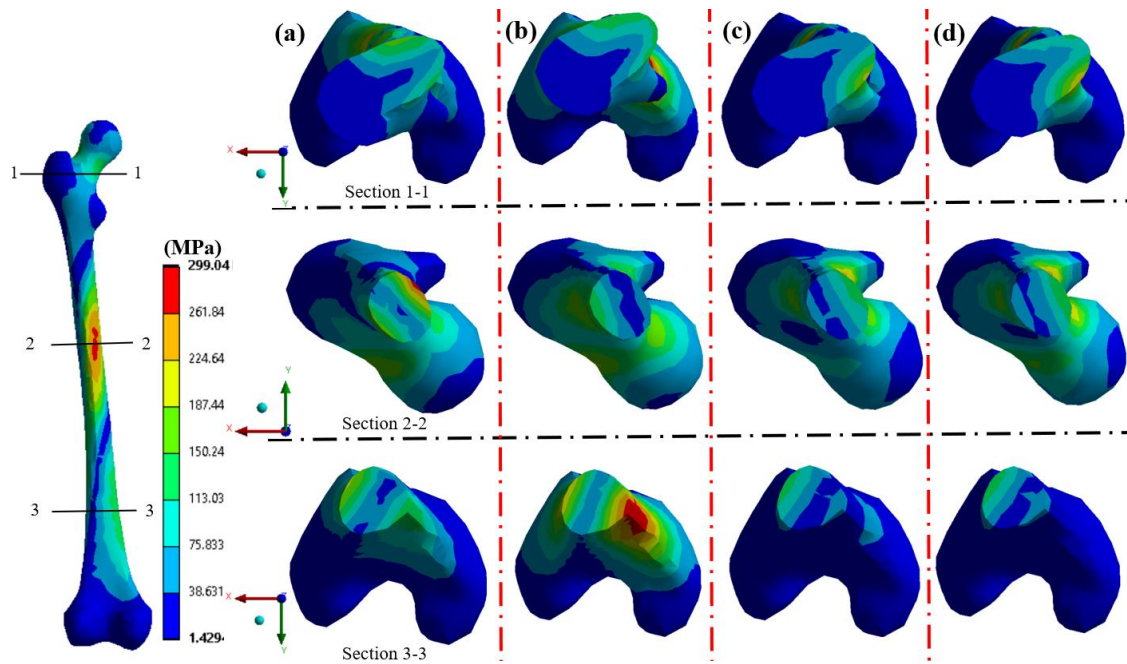 (a) (b) (c) (d)
1 1
X Z
Y
Section 1-1
(MPa)
299.04
261.84
2 2
224.64
187.44
150.24
113.03
75.833
38.631
1.429
Y
X Z
Section 2-2
3 3
X Z
Y
Section 3-3